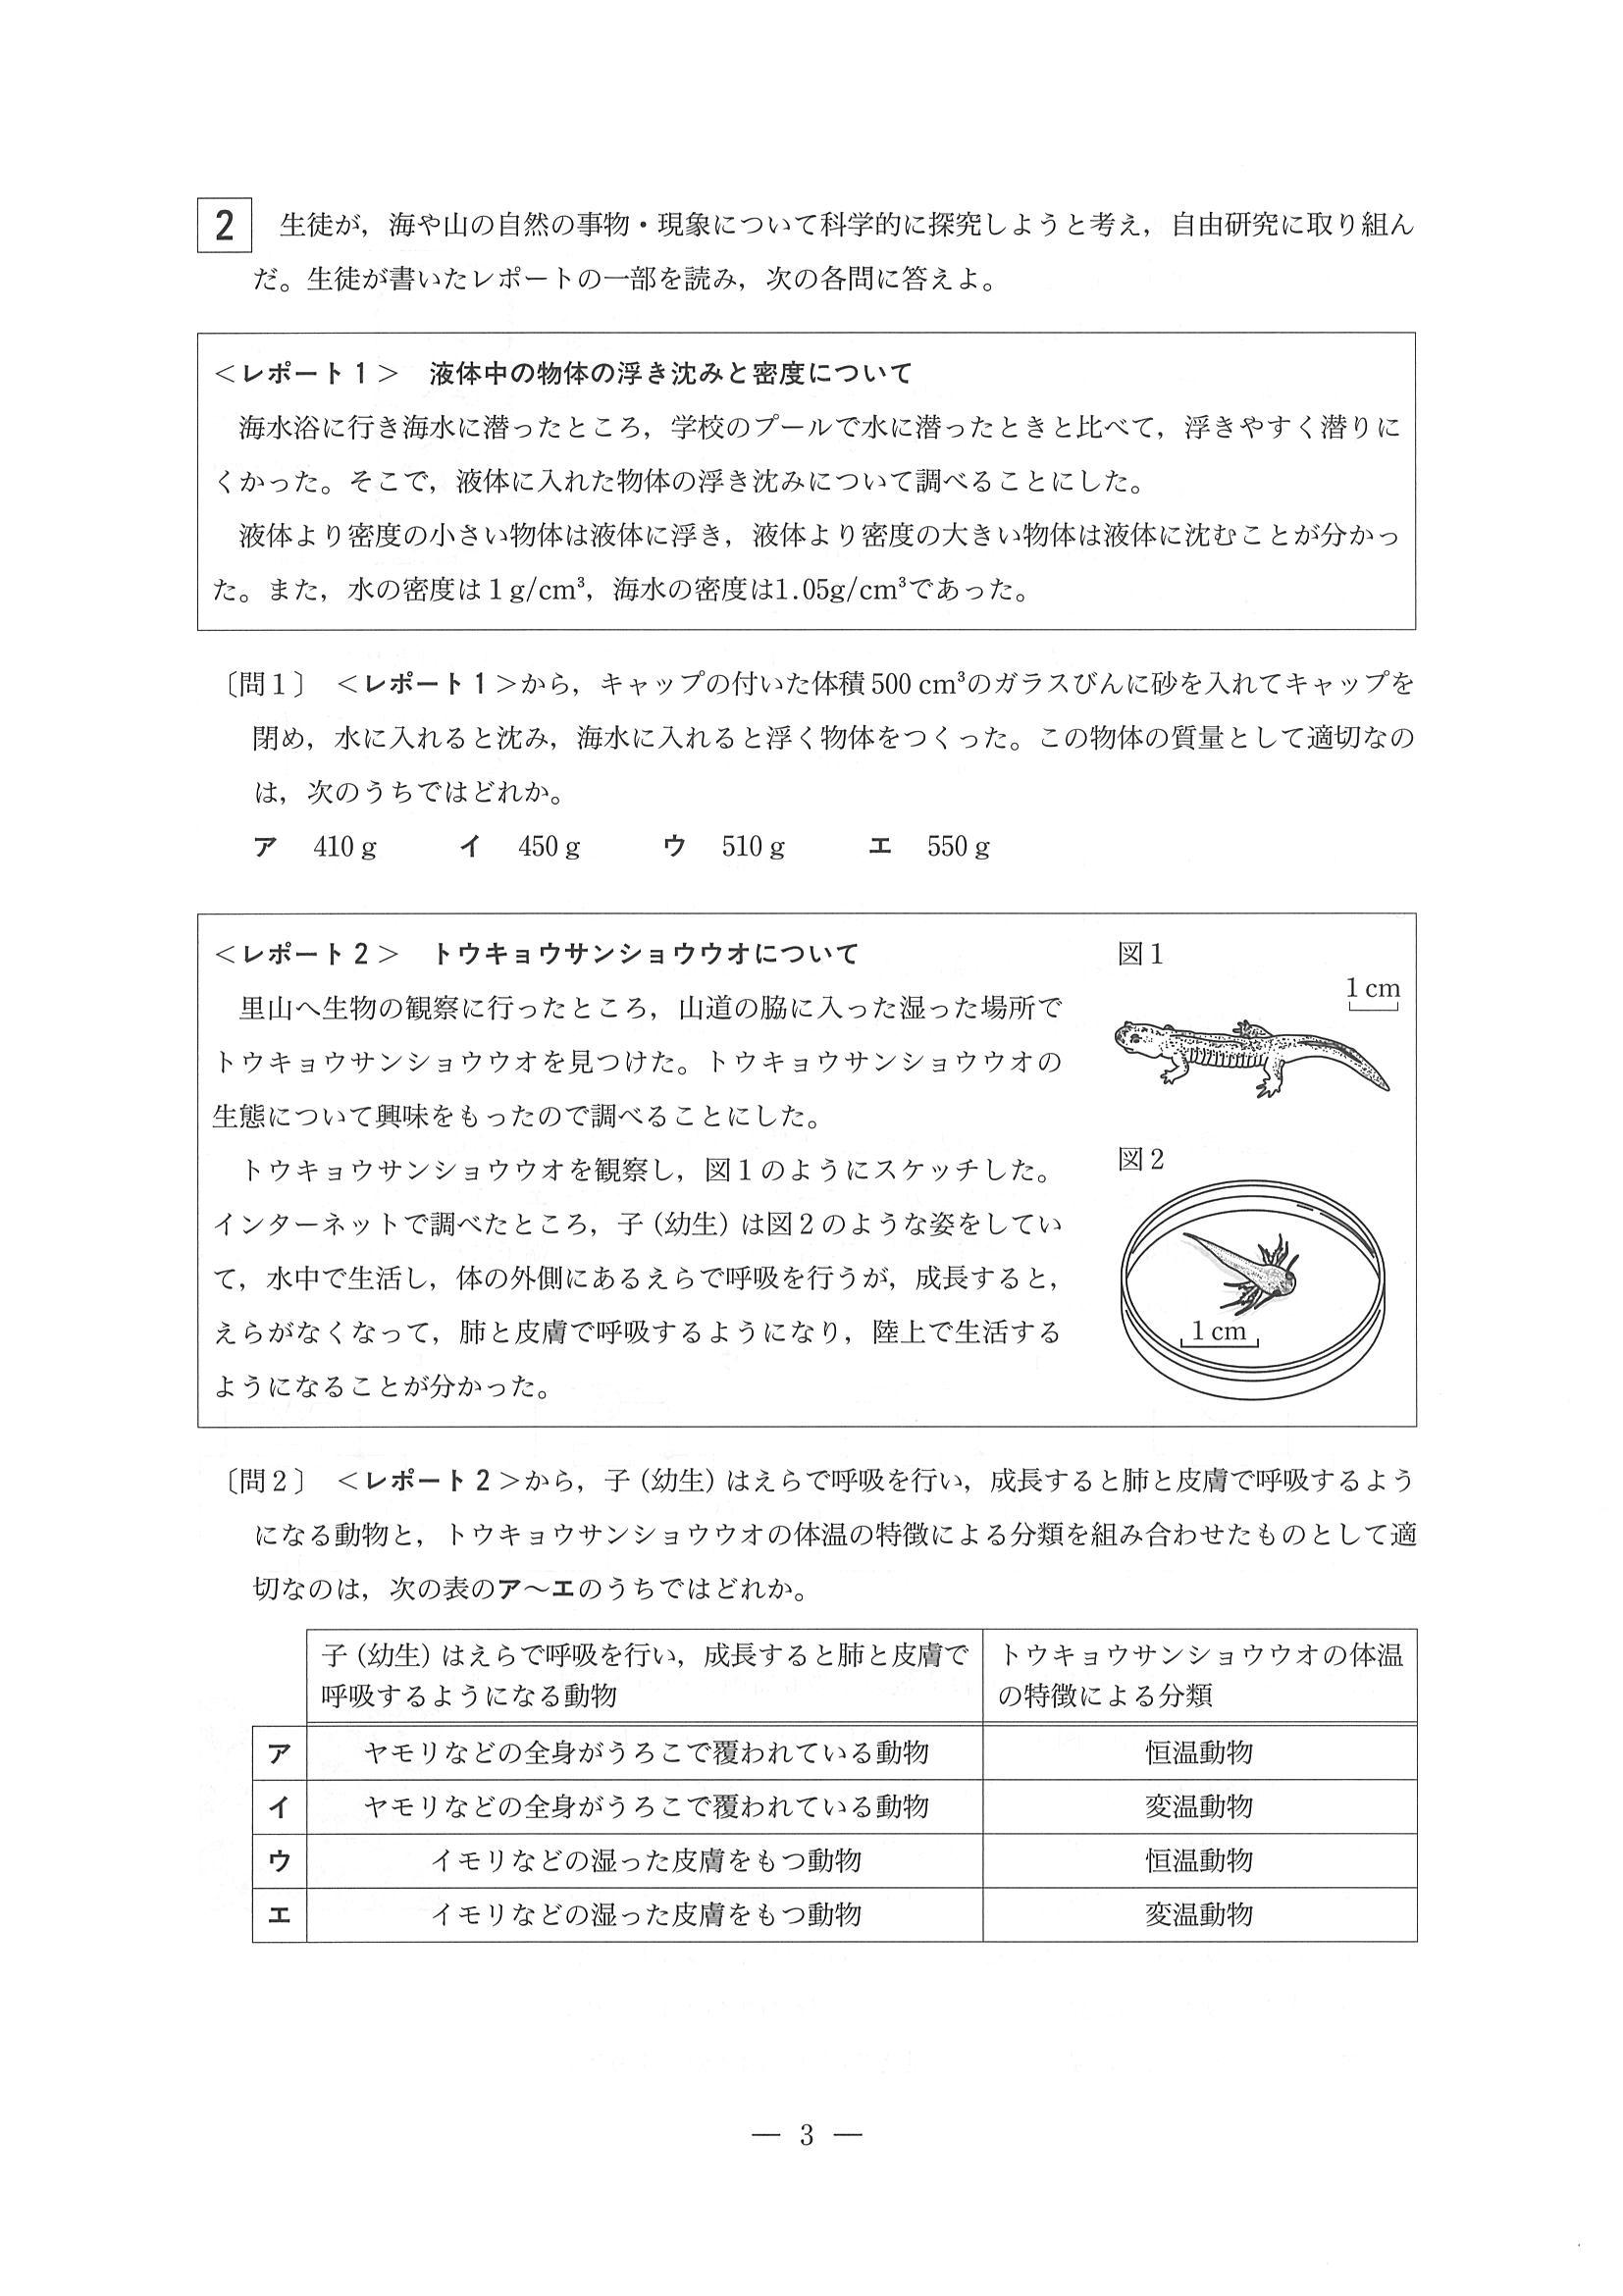 2 生徒が，海や山の自然の事物・現象について科学的に探究しようと考え，自由研究に取り組ん
だ。生徒が書いたレポートの一部を読み，次の各問に答えよ。
＜レポート１＞　液体中の物体の浮き沈みと密度について
海水浴に行き海水に潜ったところ，学校のプールで水に潜ったときと比べて，浮きやすく潜りに
くかった。そこで，液体に入れた物体の浮き沈みについて調べることにした。
液体より密度の小さい物体は液体に浮き，液体より密度の大きい物体は液体に沈むことが分かっ
た。また，水の密度は１g/cm³，海水の密度は1.05g/cm³であった。
〔問１〕　＜レポート１＞から，キャップの付いた体積500 cm³のガラスびんに砂を入れてキャップを
閉め，水に入れると沈み，海水に入れると浮く物体をつくった。この物体の質量として適切なの
は，次のうちではどれか。
ア　410 g　　イ　450 g　　ウ　510 g　　エ　550 g
＜レポート２＞　トウキョウサンショウウオについて
里山へ生物の観察に行ったところ，山道の脇に入った湿った場所で
トウキョウサンショウウオを見つけた。トウキョウサンショウウオの
生態について興味をもったので調べることにした。
トウキョウサンショウウオを観察し，図１のようにスケッチした。
インターネットで調べたところ，子（幼生）は図２のような姿をしてい
て，水中で生活し，体の外側にあるえらで呼吸を行うが，成長すると，
えらがなくなって，肺と皮膚で呼吸するようになり，陸上で生活する
ようになることが分かった。
図１
1 cm
図２
1 cm
〔問２〕　＜レポート２＞から，子（幼生）はえらで呼吸を行い，成長すると肺と皮膚で呼吸するよう
になる動物と，トウキョウサンショウウオの体温の特徴による分類を組み合わせたものとして適
切なのは，次の表のア～エのうちではどれか。
子（幼生）はえらで呼吸を行い，成長すると肺と皮膚で
呼吸するようになる動物
トウキョウサンショウウオの体温
の特徴による分類
ア　ヤモリなどの全身がうろこで覆われている動物　恒温動物
イ　ヤモリなどの全身がうろこで覆われている動物　変温動物
ウ　イモリなどの湿った皮膚をもつ動物　恒温動物
エ　イモリなどの湿った皮膚をもつ動物　変温動物
― 3 ―